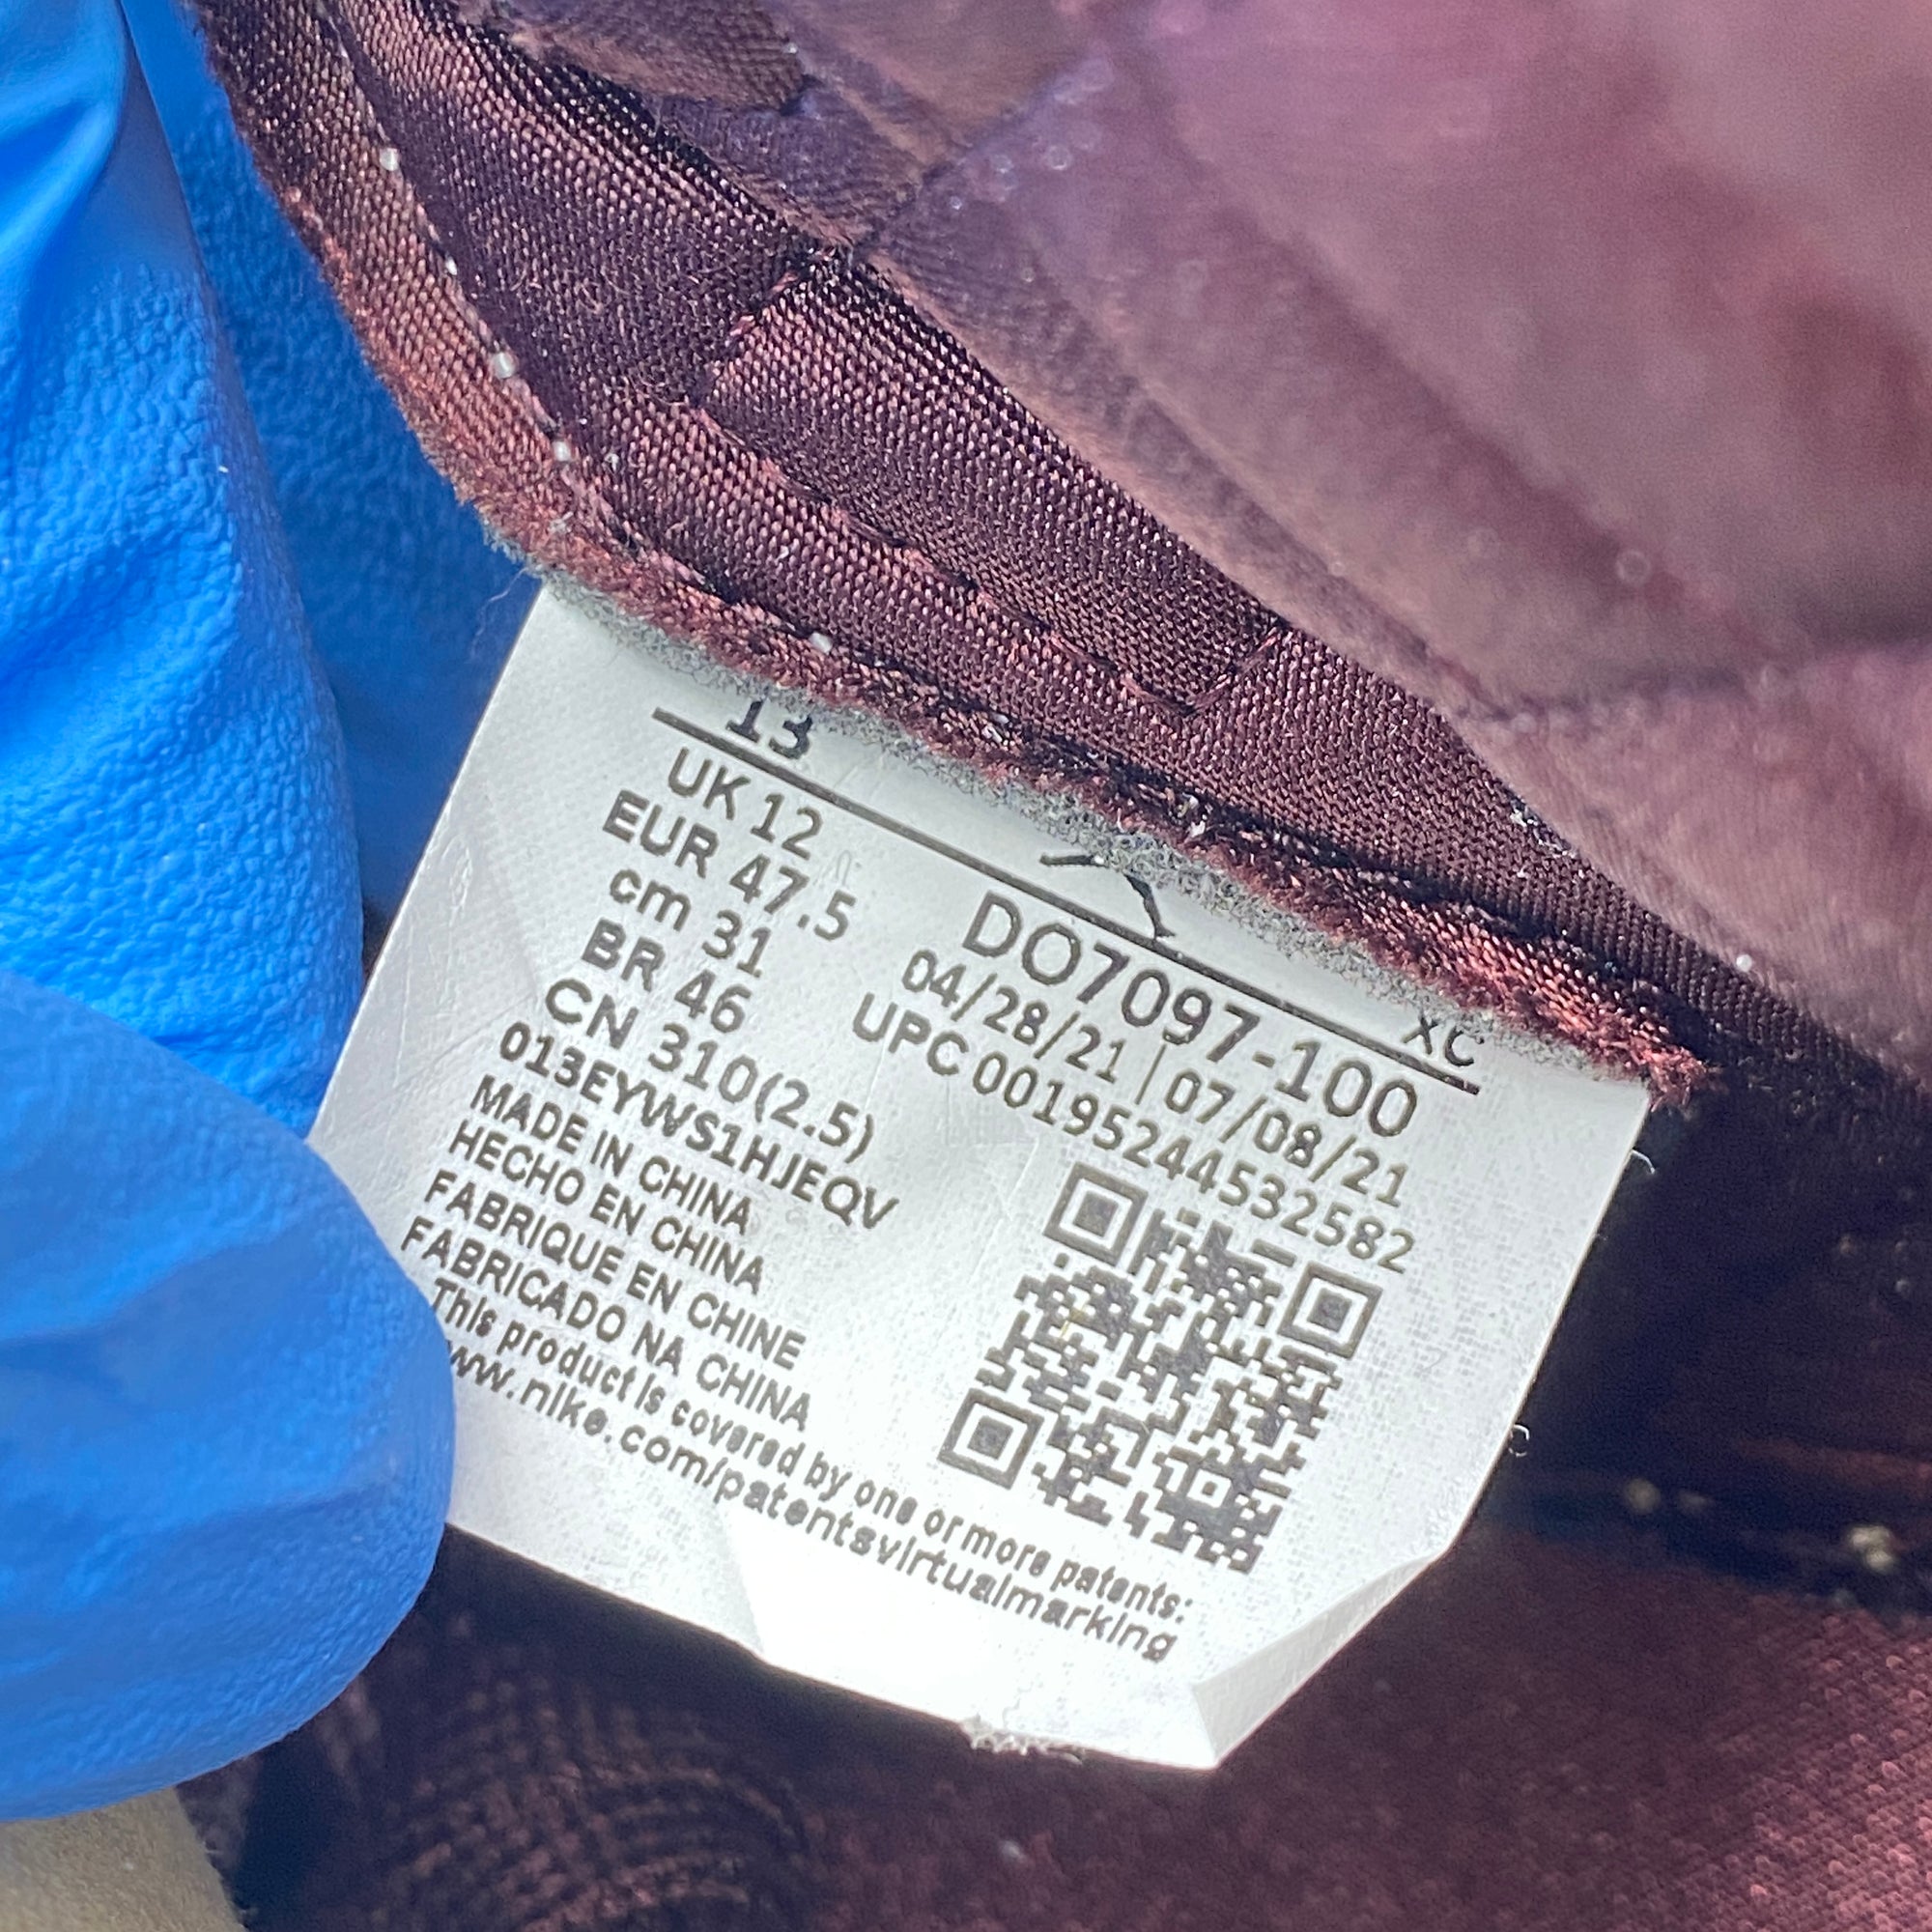 13
UK 12
EUR 47.5
cm 31
BR 46
CN 310(2.5)
013EYWS1HJEQV
MADE IN CHINA
HECHO EN CHINA
FABRIQUE EN CHINE
FABRICADO NA CHINA
This product is covered by one or more patents:
www.nike.com/patentsvirtualmarking
XC
DO7097-100
04/28/21 | 07/08/21
UPC 00195244532582